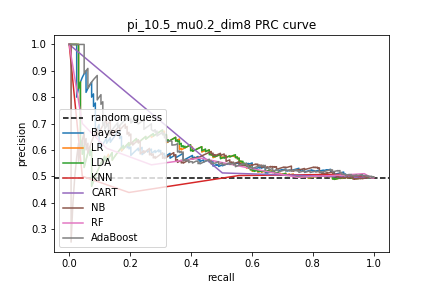 pi_10.5_mu0.2_dim8 PRC curve
precision
1.0
0.9
0.8
0.7
0.6
0.5
0.4
0.3
random guess
Bayes
LR
LDA
KNN
CART
NB
RF
AdaBoost
0.0 0.2 0.4 0.6 0.8 1.0
recall